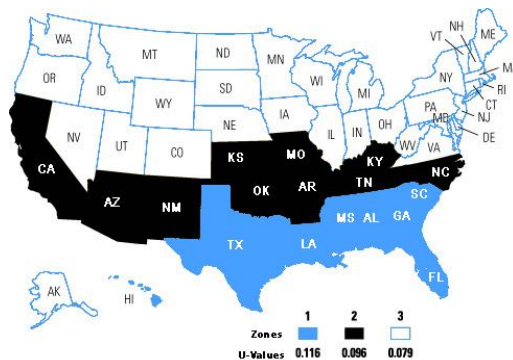 WA
MT
ND
MN
VT
NH
ME
OR
ID
SD
WI
MI
NY
M
RI
WY
CT
IA
PA
NJ
NE
OH
NV
IL
IN
DE
UT
CO
WV
VA
KS
MO
KY
CA
NC
TN
OK
AR
AZ
NM
SC
MS AL
GA
TX
LA
FL
AK
HI
1 2 3
Zones
U-Values 0.116 0.096 0.079